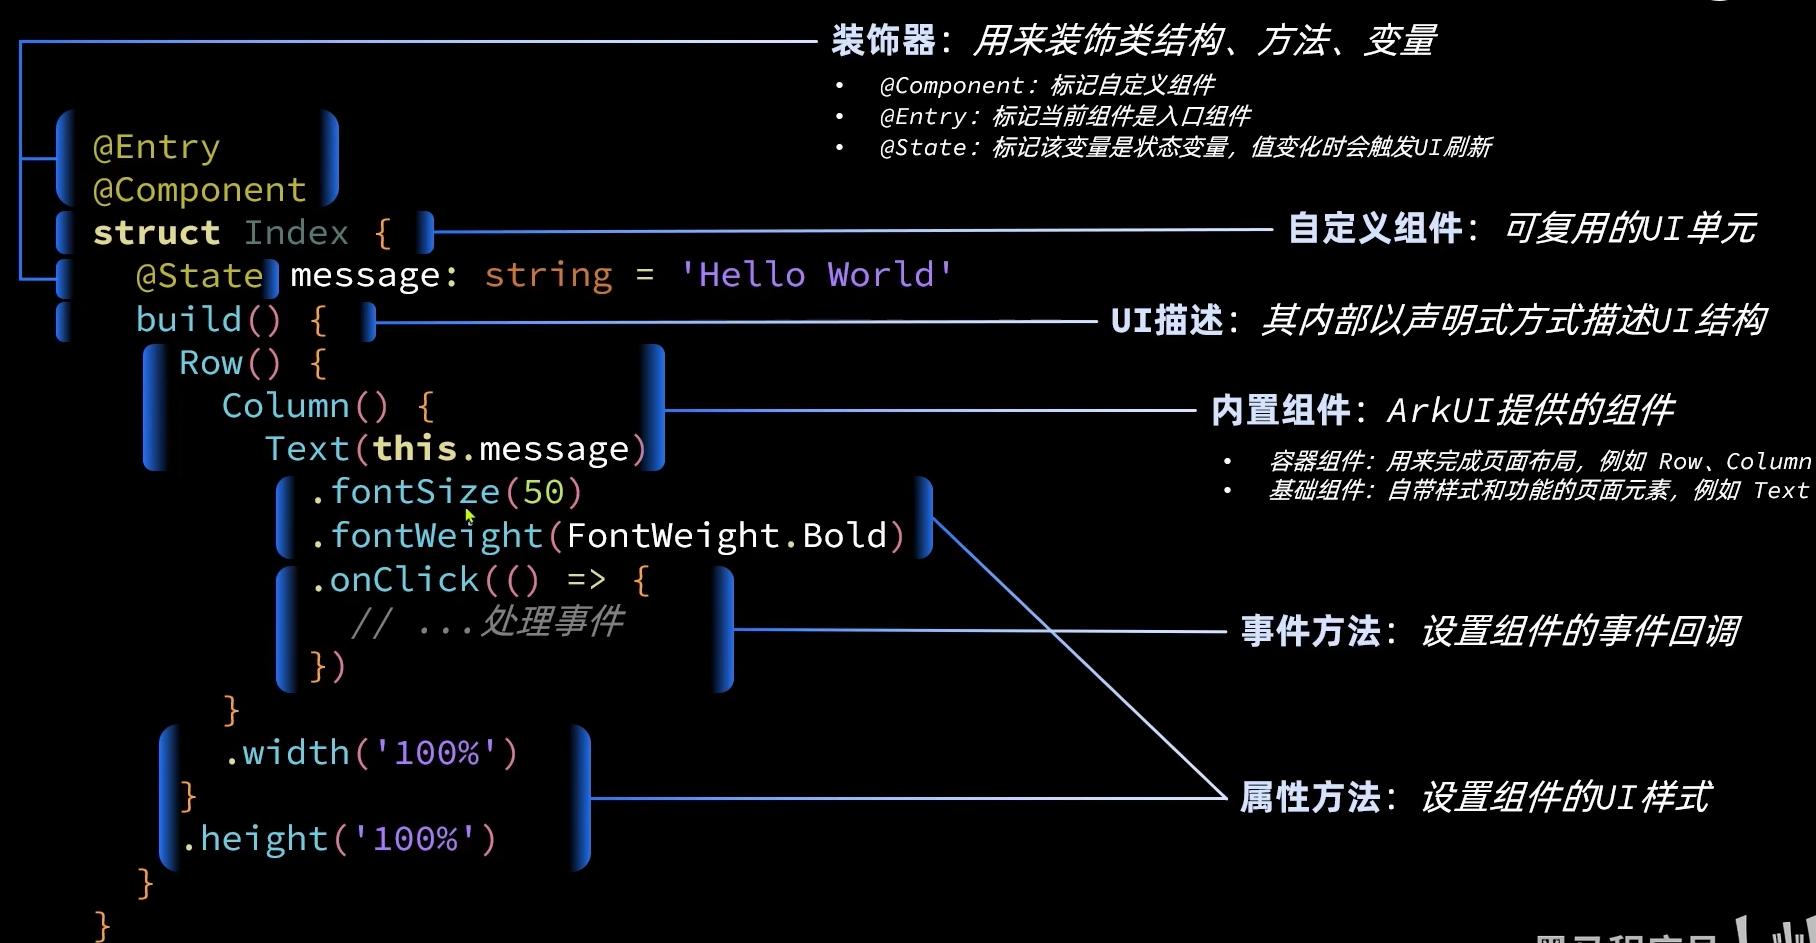 装饰器：用来装饰类结构、方法、变量
• @Component：标记自定义组件
• @Entry：标记当前组件是入口组件
• @State：标记该变量是状态变量，值变化时会触发UI刷新
@Entry
@Component
struct Index {
自定义组件：可复用的UI单元
@State message: string = 'Hello World'
build() {
UI描述：其内部以声明式方式描述UI结构
Row() {
Column() {
内置组件：ArkUI提供的组件
Text(this.message)
• 容器组件：用来完成页面布局，例如 Row、Column
• 基础组件：自带样式和功能的页面元素，例如 Text
.fontSize(50)
.fontWeight(FontWeight.Bold)
.onClick(() => {
// ...处理事件
事件方法：设置组件的事件回调
})
}
.width('100%')
}
属性方法：设置组件的UI样式
.height('100%')
}
}